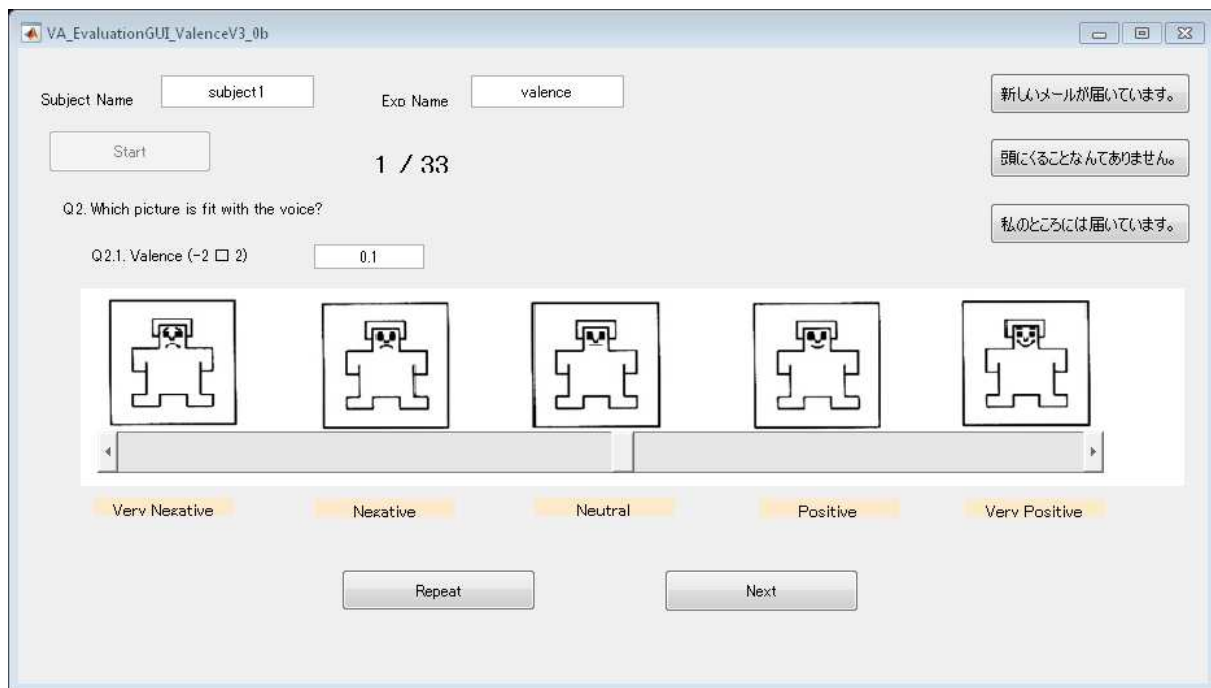 VA_EvaluationGUI_ValenceV3_0b
Subject Name subject1 Exp Name valence
新しいメールが届いています。
Start
1 / 33
頭にくることなんてありません。
Q2. Which picture is fit with the voice?
私のところには届いています。
Q2.1. Valence (-2 □ 2) 0.1
Very Negative Negative Neutral Positive Very Positive
Repeat Next